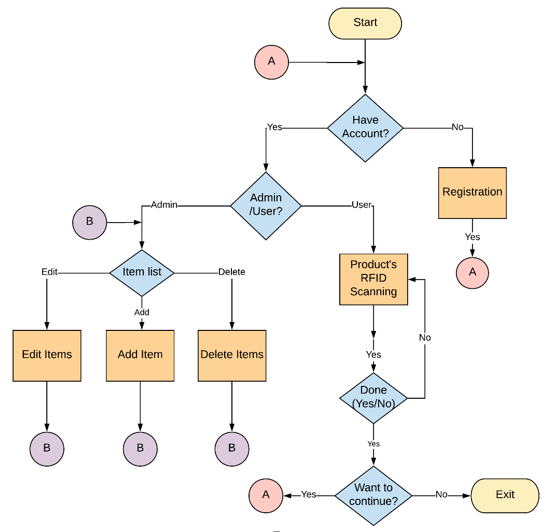 Start
A
Have
Account?
Yes
No
Admin
/User?
Registration
Admin
User
B
Yes
Item list
Product's
RFID
Scanning
A
Edit
Delete
Add
No
Edit Items
Add Item
Delete Items
Yes
Done
(Yes/No)
B
B
B
Yes
A
Yes
Want to
continue?
No
Exit